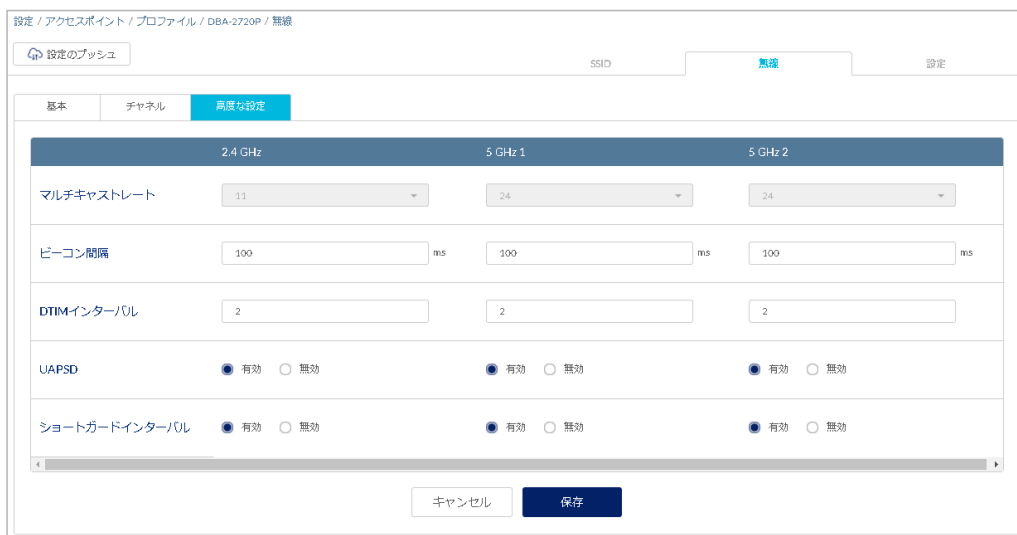 設定 / アクセスポイント / プロファイル / DBA-2720P / 無線
設定のプッシュ
SSID 無線 設定
基本 チャネル 高度な設定
2.4 GHz 5 GHz 1 5 GHz 2
マルチキャストレート 11 24 24
ビーコン間隔 100 ms 100 ms 100 ms
DTIMインターバル 2 2 2
UAPSD 有効 無効 有効 無効 有効 無効
ショートガードインターバル 有効 無効 有効 無効 有効 無効
キャンセル 保存